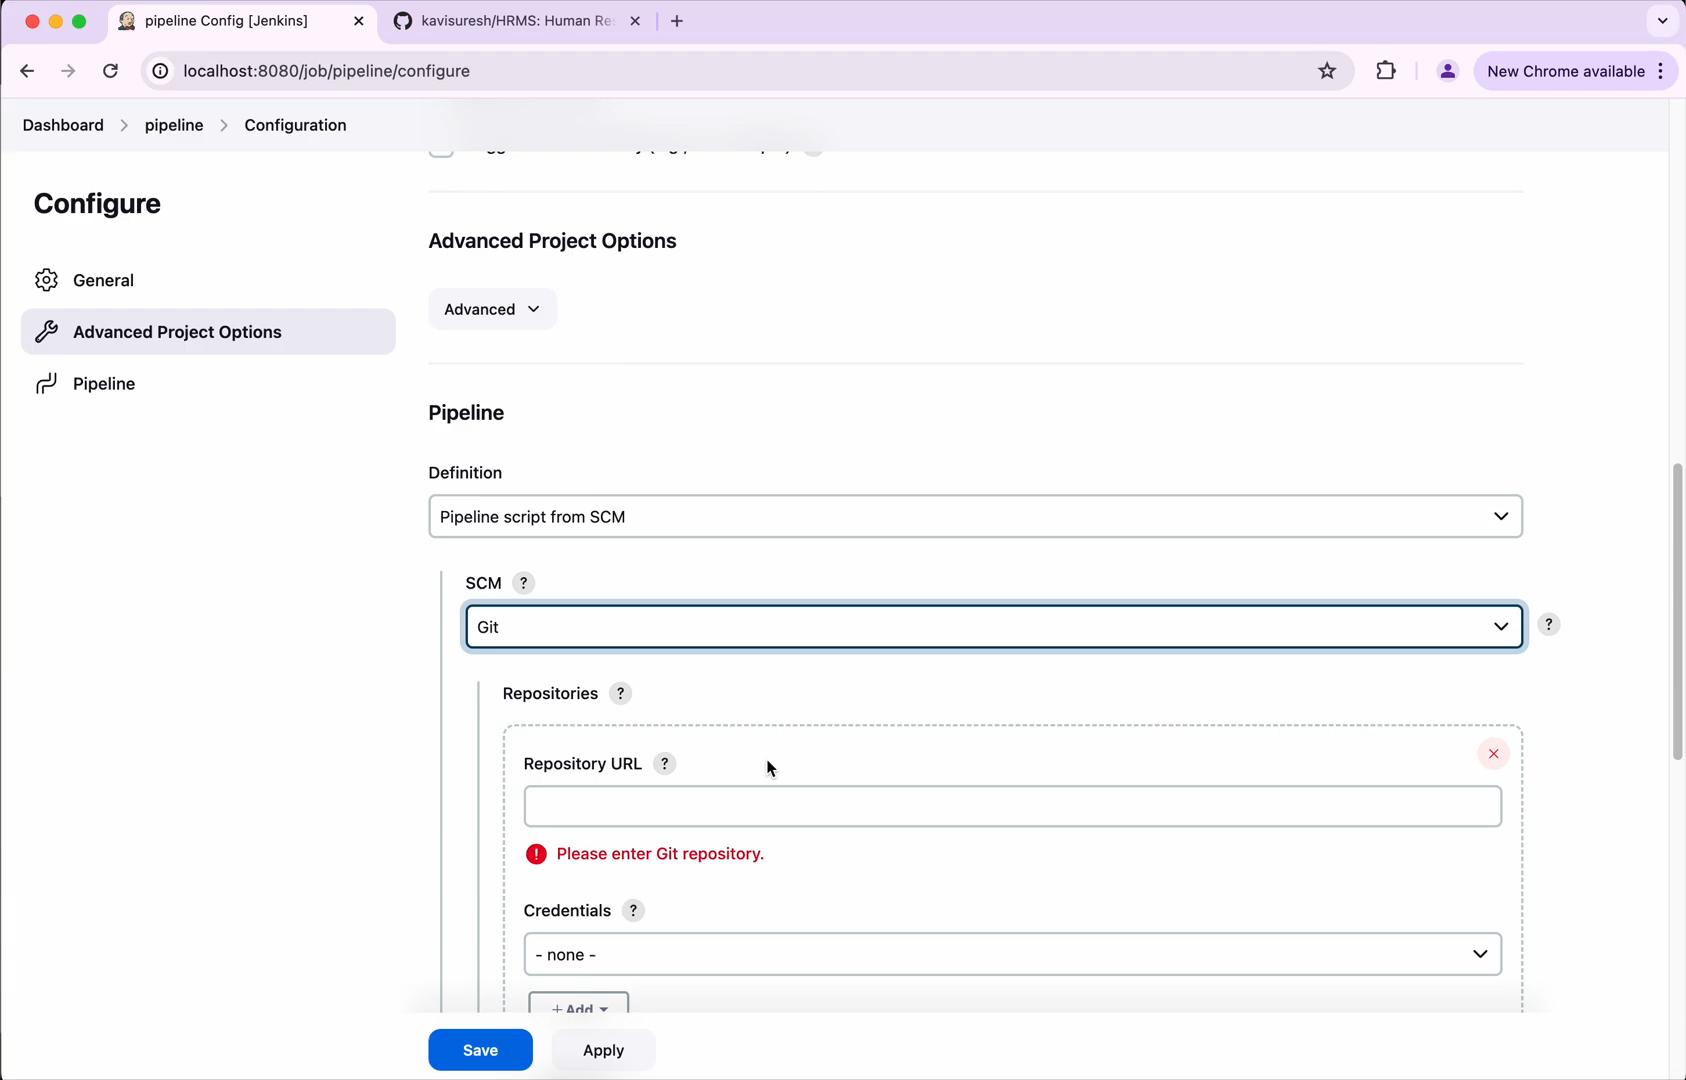 pipeline Config [Jenkins]
kavisuresh/HRMS: Human Re
localhost:8080/job/pipeline/configure
New Chrome available
Dashboard > pipeline > Configuration
Configure
General
Advanced Project Options
Pipeline
Advanced Project Options
Advanced
Pipeline
Definition
Pipeline script from SCM
SCM ?
Git
?
Repositories ?
Repository URL ?
Please enter Git repository.
Credentials ?
- none -
+ Add
Save
Apply